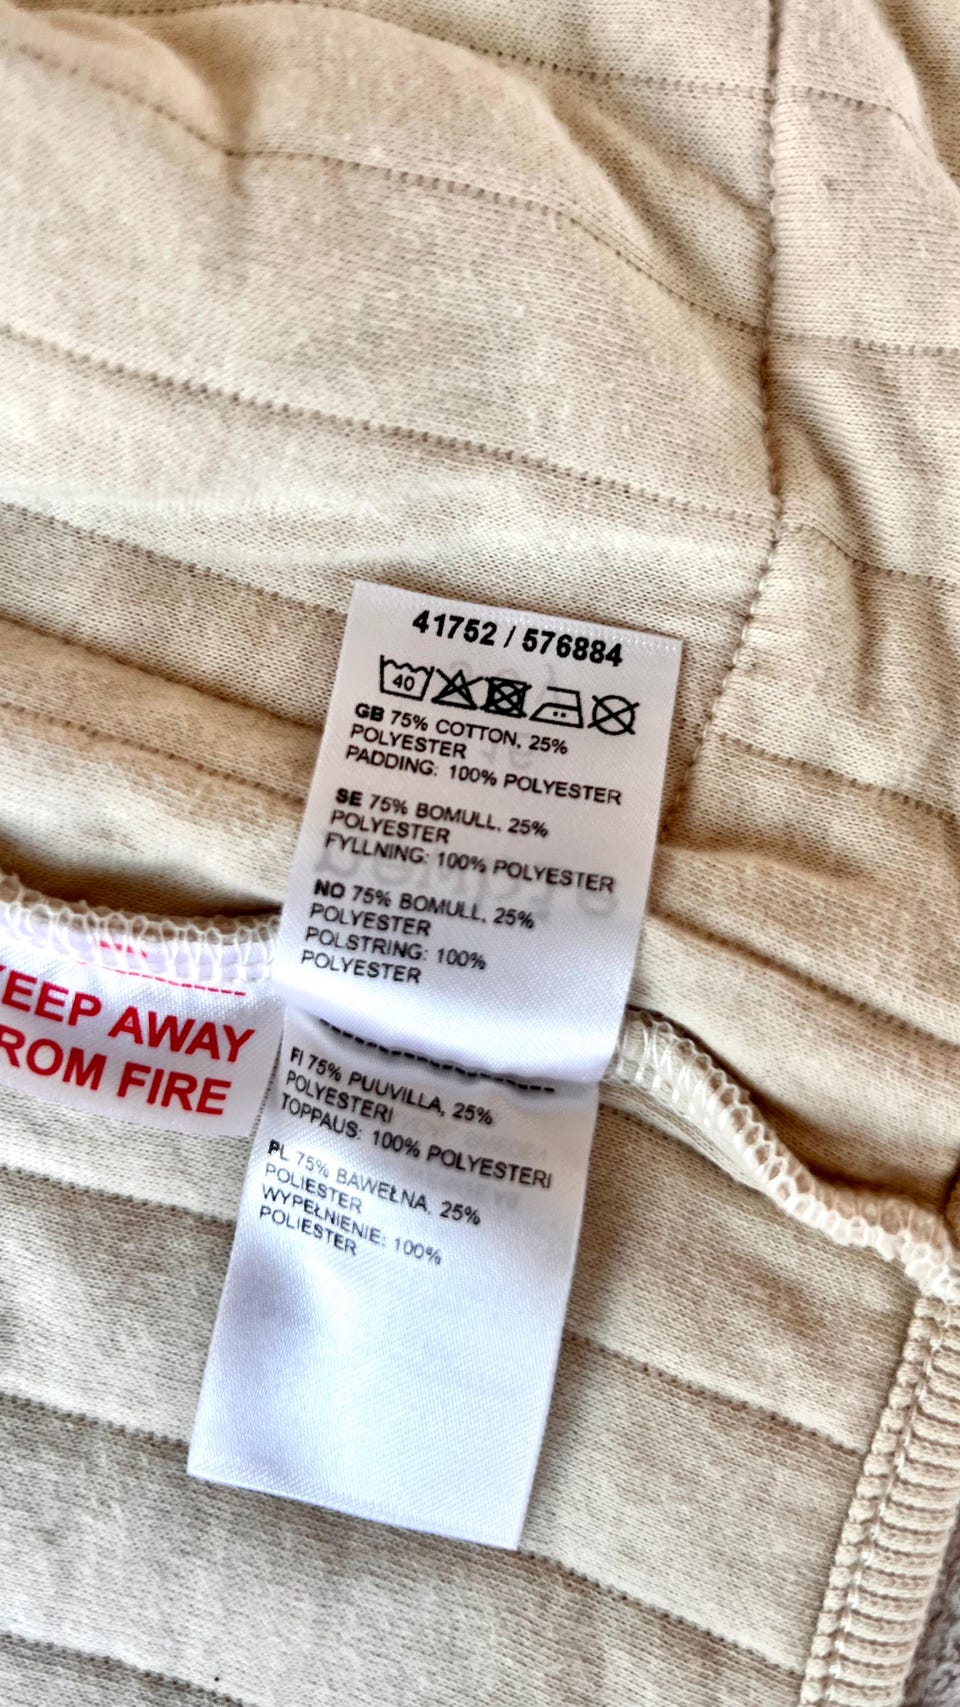 41752 / 576884
40
GB 75% COTTON, 25%
POLYESTER
PADDING: 100% POLYESTER
SE 75% BOMULL, 25%
POLYESTER
FYLLNING: 100% POLYESTER
NO 75% BOMULL, 25%
POLYESTER
POLSTRING: 100%
POLYESTER
FI 75% PUUVILLA, 25%
POLYESTERI
TOPPAUS: 100% POLYESTERI
PL 75% BAWEŁNA, 25%
POLIESTER
WYPEŁNIENIE: 100%
POLIESTER
EEP AWAY
ROM FIRE